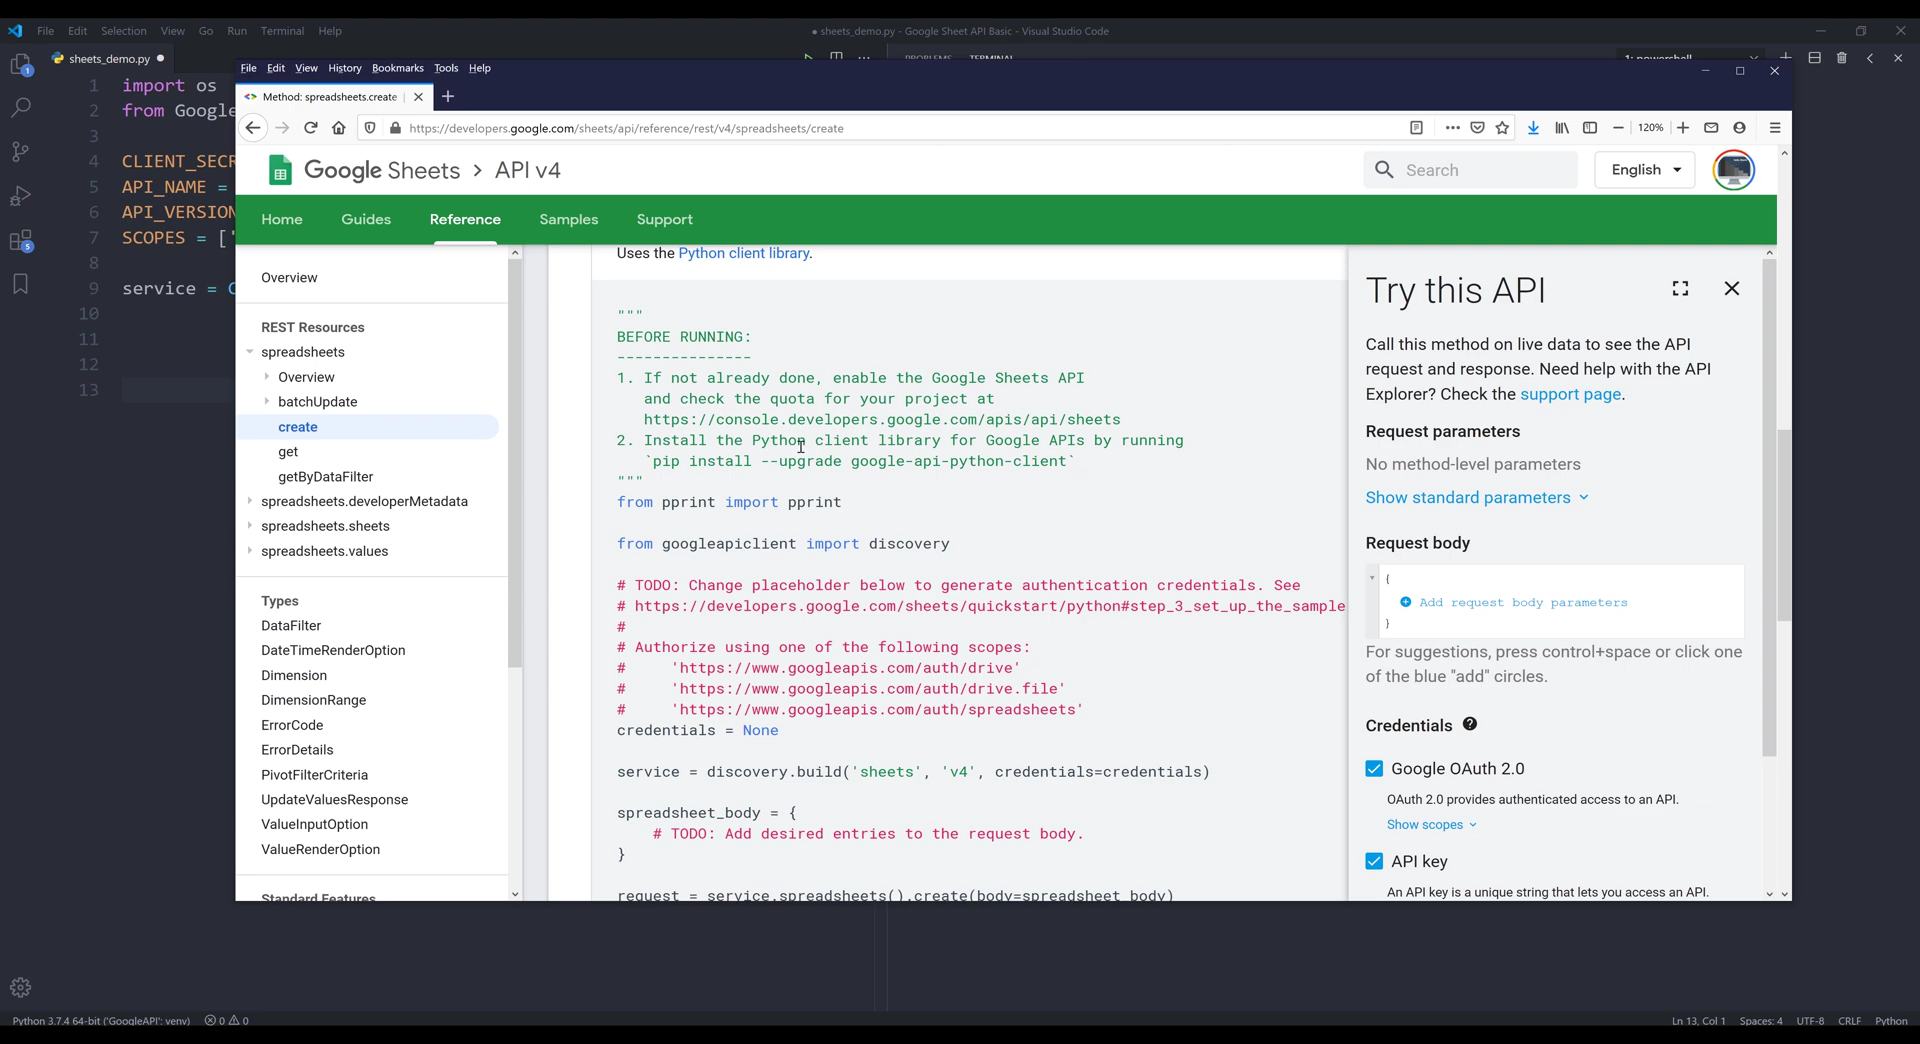 File Edit Selection View Go Run Terminal Help
● sheets_demo.py - Google Sheet API Basic - Visual Studio Code
sheets_demo.py ●
PROBLEMS TERMINAL
1: powershell
1 import os
2 from Google
3
4 CLIENT_SECR
5 API_NAME =
6 API_VERSION
7 SCOPES = ['
8
9 service = C
10
11
12
13
1
5
File Edit View History Bookmarks Tools Help
Method: spreadsheets.create
https://developers.google.com/sheets/api/reference/rest/v4/spreadsheets/create
120%
Google Sheets > API v4
Search
English
Home Guides Reference Samples Support
Overview
REST Resources
spreadsheets
Overview
batchUpdate
create
get
getByDataFilter
spreadsheets.developerMetadata
spreadsheets.sheets
spreadsheets.values
Types
DataFilter
DateTimeRenderOption
Dimension
DimensionRange
ErrorCode
ErrorDetails
PivotFilterCriteria
UpdateValuesResponse
ValueInputOption
ValueRenderOption
Standard Features
Uses the Python client library.
"""
BEFORE RUNNING:
---------------
1. If not already done, enable the Google Sheets API
and check the quota for your project at
https://console.developers.google.com/apis/api/sheets
2. Install the Python client library for Google APIs by running
`pip install --upgrade google-api-python-client`
"""
from pprint import pprint
from googleapiclient import discovery
# TODO: Change placeholder below to generate authentication credentials. See
# https://developers.google.com/sheets/quickstart/python#step_3_set_up_the_sample
#
# Authorize using one of the following scopes:
#     'https://www.googleapis.com/auth/drive'
#     'https://www.googleapis.com/auth/drive.file'
#     'https://www.googleapis.com/auth/spreadsheets'
credentials = None
service = discovery.build('sheets', 'v4', credentials=credentials)
spreadsheet_body = {
# TODO: Add desired entries to the request body.
}
request = service.spreadsheets().create(body=spreadsheet_body)
Try this API
Call this method on live data to see the API
request and response. Need help with the API
Explorer? Check the support page.
Request parameters
No method-level parameters
Show standard parameters
Request body
{
Add request body parameters
}
For suggestions, press control+space or click one
of the blue "add" circles.
Credentials
Google OAuth 2.0
OAuth 2.0 provides authenticated access to an API.
Show scopes
API key
An API key is a unique string that lets you access an API.
Python 3.7.4 64-bit ('GoogleAPI': venv) 0 0
Ln 13, Col 1 Spaces: 4 UTF-8 CRLF Python